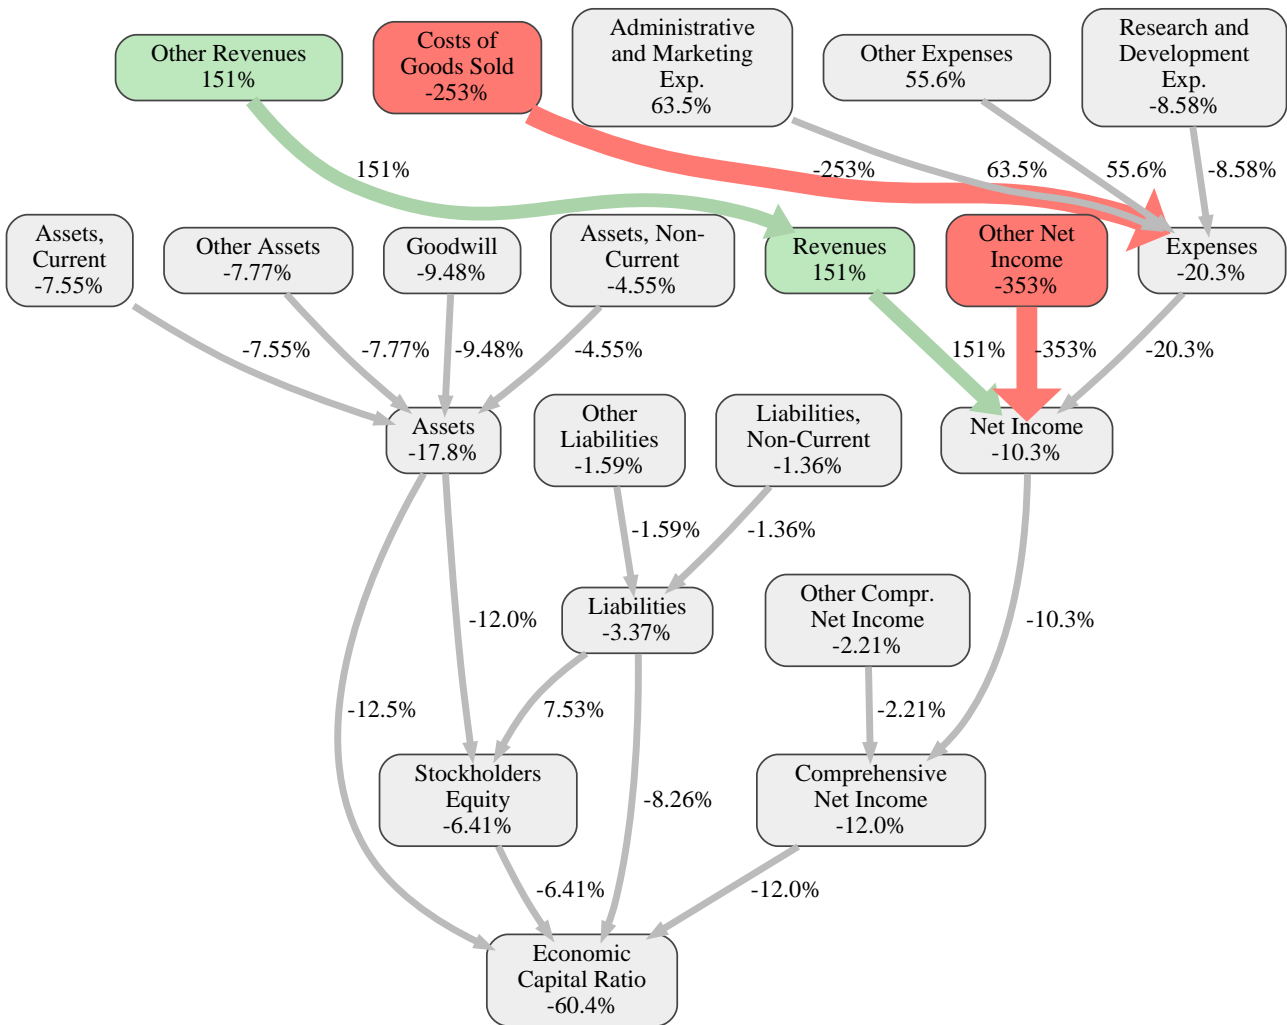 Other Revenues
151%
Costs of
Goods Sold
-253%
Administrative
and Marketing
Exp.
63.5%
Other Expenses
55.6%
Research and
Development
Exp.
-8.58%
151%
-253%
63.5%
55.6%
-8.58%
Assets,
Current
-7.55%
Other Assets
-7.77%
Goodwill
-9.48%
Assets, Non-
Current
-4.55%
Revenues
151%
Other Net
Income
-353%
Expenses
-20.3%
-7.55%
-7.77%
-9.48%
-4.55%
151%
-353%
-20.3%
Assets
-17.8%
Other
Liabilities
-1.59%
Liabilities,
Non-Current
-1.36%
Net Income
-10.3%
-1.59%
-1.36%
-12.0%
Liabilities
-3.37%
Other Compr.
Net Income
-2.21%
-10.3%
-12.5%
7.53%
-2.21%
Stockholders
Equity
-6.41%
-8.26%
Comprehensive
Net Income
-12.0%
-6.41%
-12.0%
Economic
Capital Ratio
-60.4%